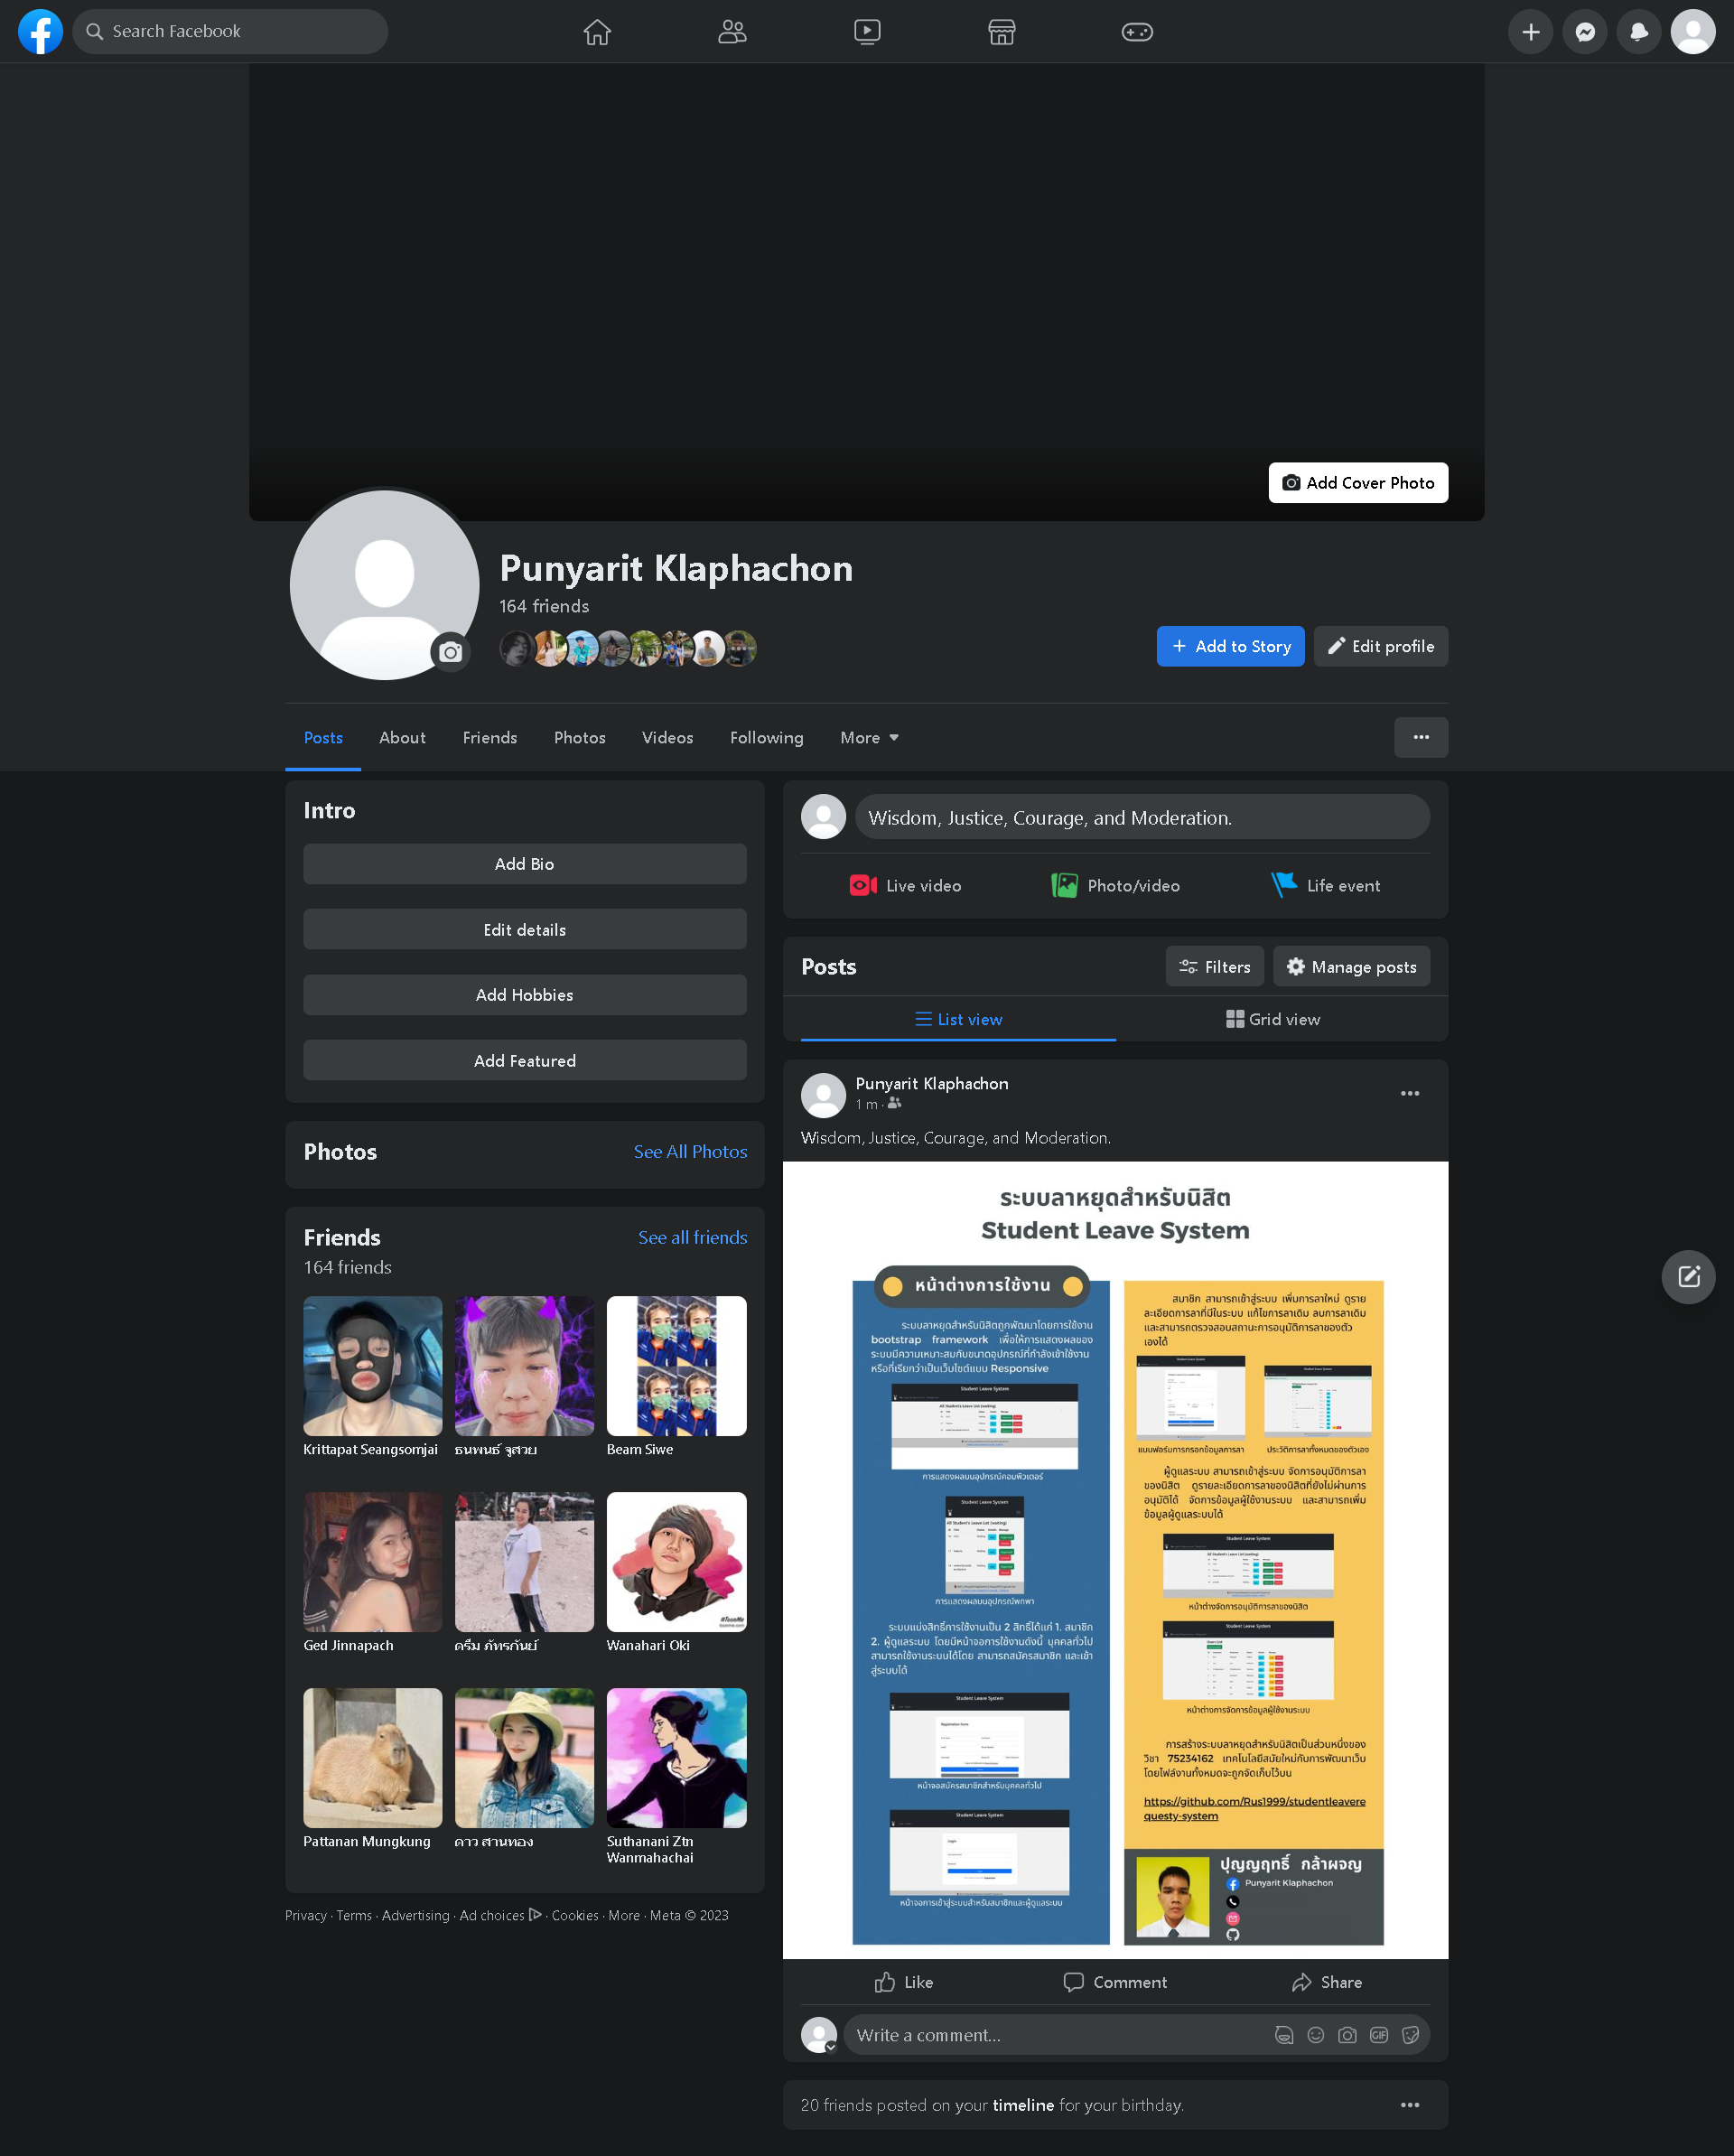 Search Facebook
Add Cover Photo
Punyarit Klaphachon
164 friends
Add to Story
Edit profile
Posts
About
Friends
Photos
Videos
Following
More
Intro
Add Bio
Edit details
Add Hobbies
Add Featured
Photos
See All Photos
Friends
See all friends
164 friends
Krittapat Seangsomjai
ธนพนธ์ จูสวย
Beam Siwe
Ged Jinnapach
ครีม ภัทรกันย์
Wanahari Oki
Pattanan Mungkung
ดาว สานทอง
Suthanani Ztn
Wanmahachai
Privacy · Terms · Advertising · Ad choices · Cookies · More · Meta © 2023
Wisdom, Justice, Courage, and Moderation.
Live video
Photo/video
Life event
Posts
Filters
Manage posts
List view
Grid view
Punyarit Klaphachon
1 m ·
Wisdom, Justice, Courage, and Moderation.
ระบบลาหยุดสำหรับนิสิต
Student Leave System
หน้าต่างการใช้งาน
ระบบลาหยุดสำหรับนิสิตถูกพัฒนาโดยการใช้งาน
bootstrap framework เพื่อให้การแสดงผลของ
ระบบมีความเหมาะสมกับขนาดอุปกรณ์ที่กำลังเข้าใช้งาน
หรือที่เรียกว่าเป็นเว็บไซต์แบบ Responsive
Student Leave System
การแสดงผลบนอุปกรณ์คอมพิวเตอร์
Student Leave System
การแสดงผลบนอุปกรณ์พกพา
ระบบแบ่งสิทธิ์การใช้งานเป็น 2 สิทธิ์ได้แก่ 1. สมาชิก
2. ผู้ดูแลระบบ โดยมีหน้าจอการใช้งานดังนี้ บุคคลทั่วไป
สามารถใช้งานระบบได้โดย สามารถสมัครสมาชิก และเข้า
สู่ระบบได้
Student Leave System
Registration Form
หน้าจอสมัครสมาชิกสำหรับบุคคลทั่วไป
Student Leave System
Login
หน้าจอการเข้าสู่ระบบสำหรับสมาชิกและผู้ดูแลระบบ
สมาชิก สามารถเข้าสู่ระบบ เพิ่มการลาใหม่ ดูราย
ละเอียดการลาที่มีในระบบ แก้ไขการลาเดิม ลบการลาเดิม
และสามารถตรวจสอบสถานะการอนุมัติการลาของตัว
เองได้
แบบฟอร์มการกรอกข้อมูลการลา
ประวัติการลาทั้งหมดของตัวเอง
ผู้ดูแลระบบ สามารถเข้าสู่ระบบ จัดการอนุมัติการลา
ของนิสิต ดูรายละเอียดการลาของนิสิตที่ยังไม่ผ่านการ
อนุมัติได้ จัดการข้อมูลผู้ใช้งานระบบ และสามารถเพิ่ม
ข้อมูลผู้ดูแลระบบได้
Student Leave System
หน้าต่างจัดการอนุมัติการลาของนิสิต
Student Leave System
หน้าต่างการจัดการข้อมูลผู้ใช้งานระบบ
การสร้างระบบลาหยุดสำหรับนิสิตเป็นส่วนหนึ่งของ
วิชา 75234162 เทคโนโลยีสมัยใหม่กับการพัฒนาเว็บ
โดยไฟล์งานทั้งหมดจะถูกจัดเก็บไว้บน
https://github.com/Rus1999/studentleavere
questy-system
ปุญญฤทธิ์ กล้าผจญ
Punyarit Klaphachon
Like
Comment
Share
Write a comment...
GIF
20 friends posted on your timeline for your birthday.